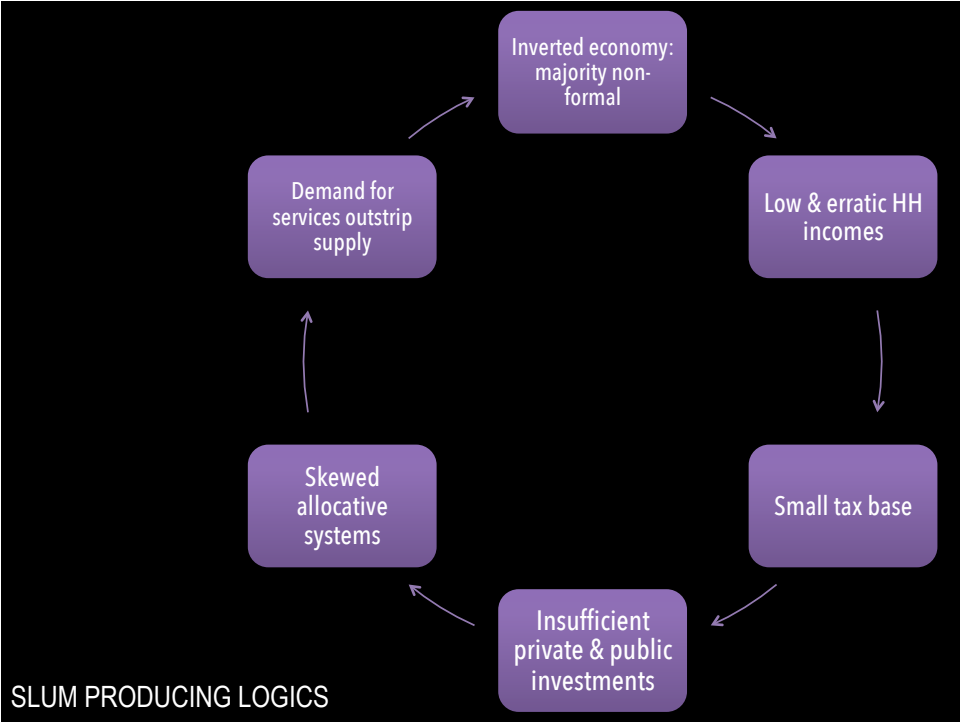 Inverted economy:
majority non-
formal
Low & erratic HH
incomes
Small tax base
Insufficient
private & public
investments
Skewed
allocative
systems
Demand for
services outstrip
supply
SLUM PRODUCING LOGICS